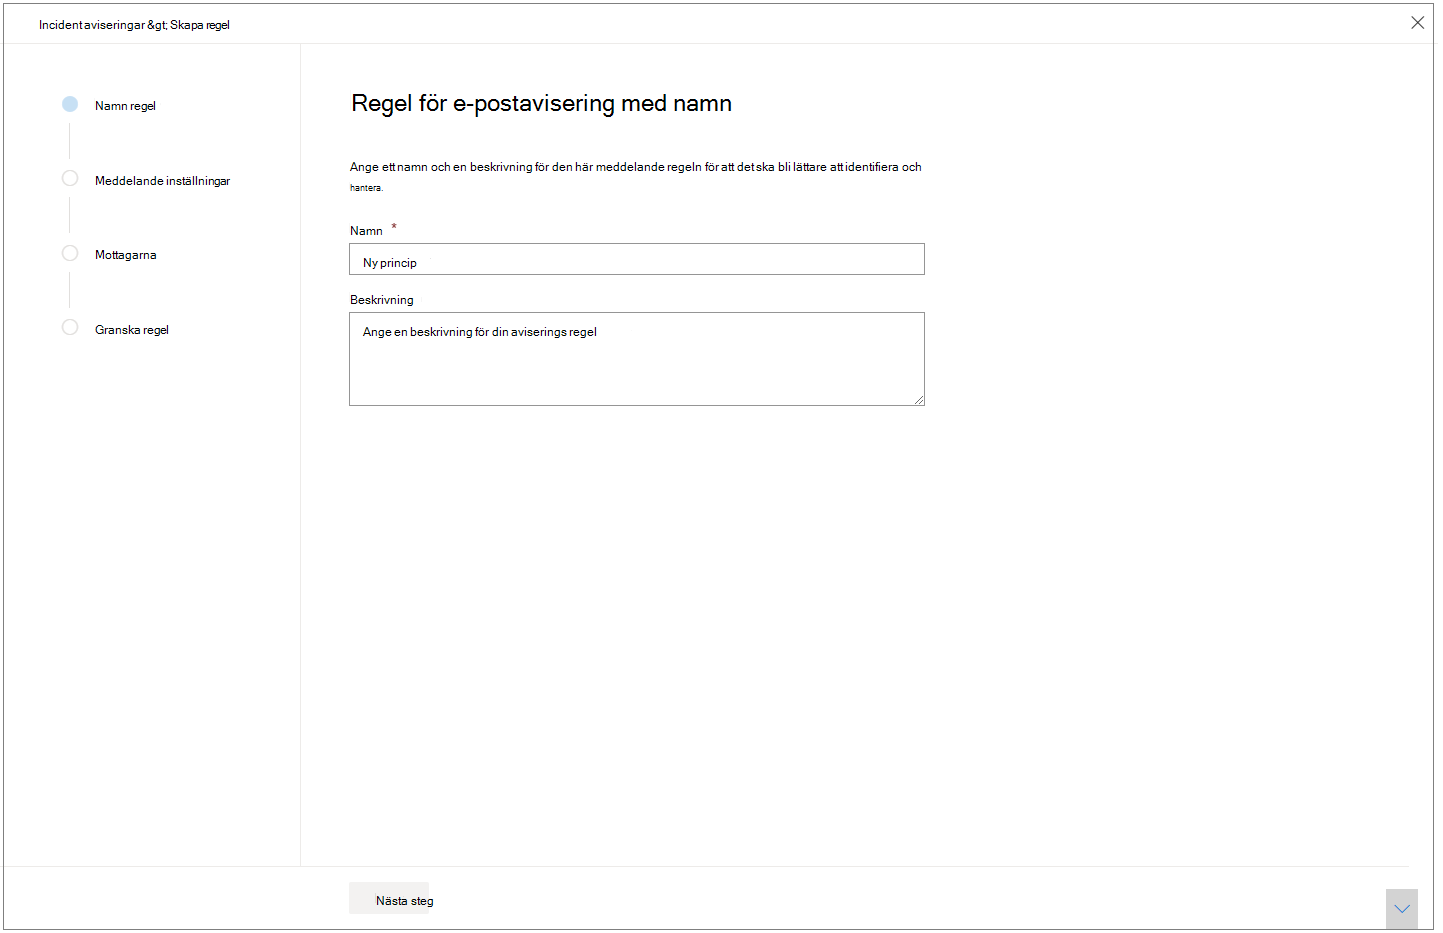 Incident aviseringar &gt; Skapa regel
Namn regel
Meddelande inställningar
Mottagarna
Granska regel
Regel för e-postavisering med namn
Ange ett namn och en beskrivning för den här meddelande regeln för att det ska bli lättare att identifiera och
hantera.
Namn *
Ny princip
Beskrivning
Ange en beskrivning för din aviserings regel
Nästa steg